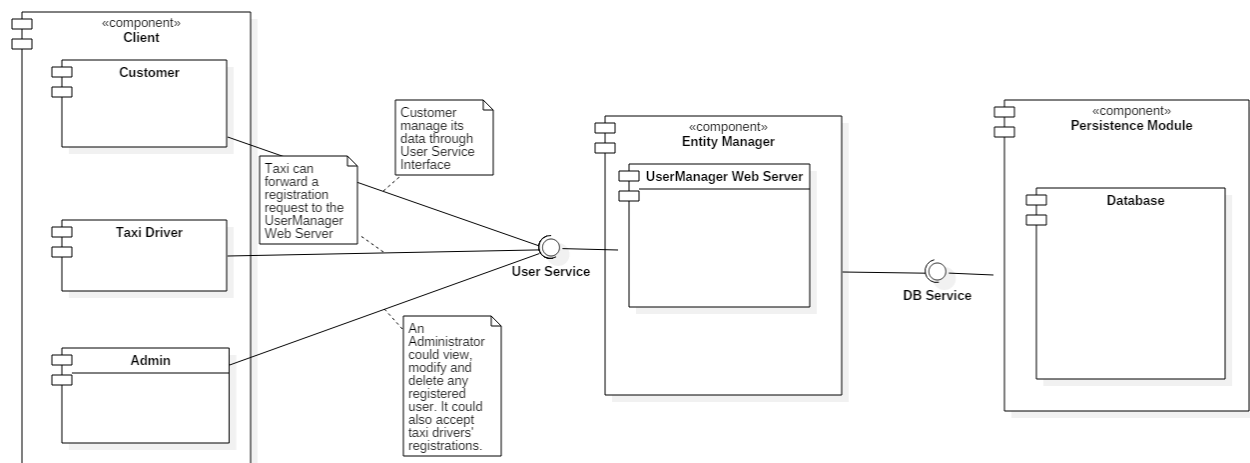 «component»
Client
Customer
Taxi Driver
Admin
Customer
manage its
data through
User Service
Interface
Taxi can
forward a
registration
request to the
UserManager
Web Server
An
Administrator
could view,
modify and
delete any
registered
user. It could
also accept
taxi drivers'
registrations.
User Service
«component»
Entity Manager
UserManager Web Server
DB Service
«component»
Persistence Module
Database